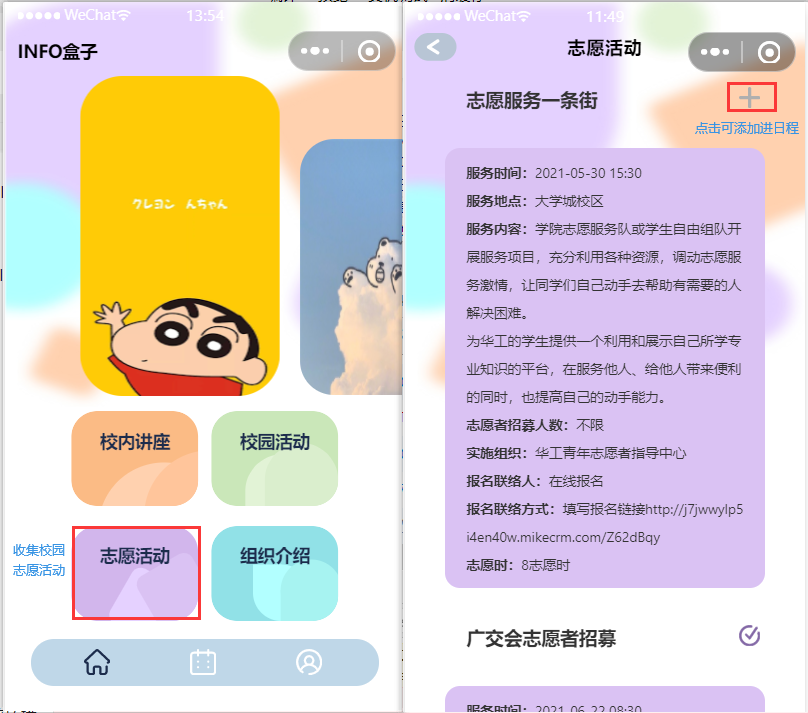 WeChat
13:54
INFO盒子
クレヨン んちゃん
校内讲座
校园活动
收集校园
志愿活动
志愿活动
组织介绍
WeChat
11:49
志愿活动
志愿服务一条街
点击可添加进日程
服务时间：2021-05-30 15:30
服务地点：大学城校区
服务内容：学院志愿服务队或学生自由组队开
展服务项目，充分利用各种资源，调动志愿服
务激情，让同学们自己动手去帮助有需要的人
解决困难。
为华工的学生提供一个利用和展示自己所学专
业知识的平台，在服务他人、给他人带来便利
的同时，也提高自己的动手能力。
志愿者招募人数：不限
实施组织：华工青年志愿者指导中心
报名联络人：在线报名
报名联络方式：填写报名链接http://j7jwwylp5
i4en40w.mikecrm.com/Z62dBqy
志愿时：8志愿时
广交会志愿者招募
服务时间：2021-06-22 08:30